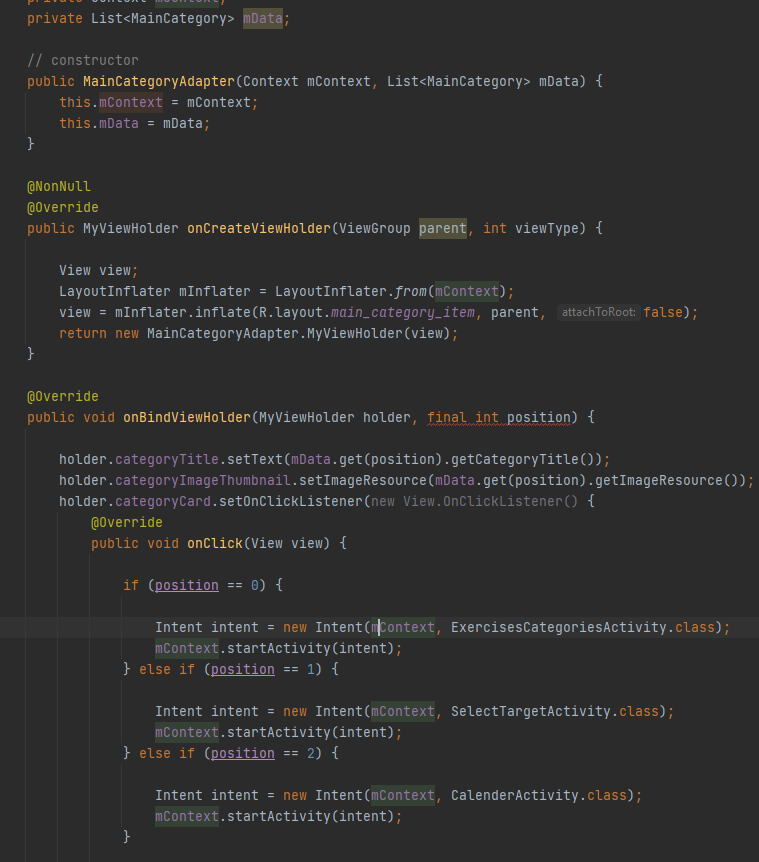 private Context mContext;
private List<MainCategory> mData;
// constructor
public MainCategoryAdapter(Context mContext, List<MainCategory> mData) {
this.mContext = mContext;
this.mData = mData;
}
@NonNull
@Override
public MyViewHolder onCreateViewHolder(ViewGroup parent, int viewType) {
View view;
LayoutInflater mInflater = LayoutInflater.from(mContext);
view = mInflater.inflate(R.layout.main_category_item, parent, attachToRoot: false);
return new MainCategoryAdapter.MyViewHolder(view);
}
@Override
public void onBindViewHolder(MyViewHolder holder, final int position) {
holder.categoryTitle.setText(mData.get(position).getCategoryTitle());
holder.categoryImageThumbnail.setImageResource(mData.get(position).getImageResource());
holder.categoryCard.setOnClickListener(new View.OnClickListener() {
@Override
public void onClick(View view) {
if (position == 0) {
Intent intent = new Intent(mContext, ExercisesCategoriesActivity.class);
mContext.startActivity(intent);
} else if (position == 1) {
Intent intent = new Intent(mContext, SelectTargetActivity.class);
mContext.startActivity(intent);
} else if (position == 2) {
Intent intent = new Intent(mContext, CalenderActivity.class);
mContext.startActivity(intent);
}